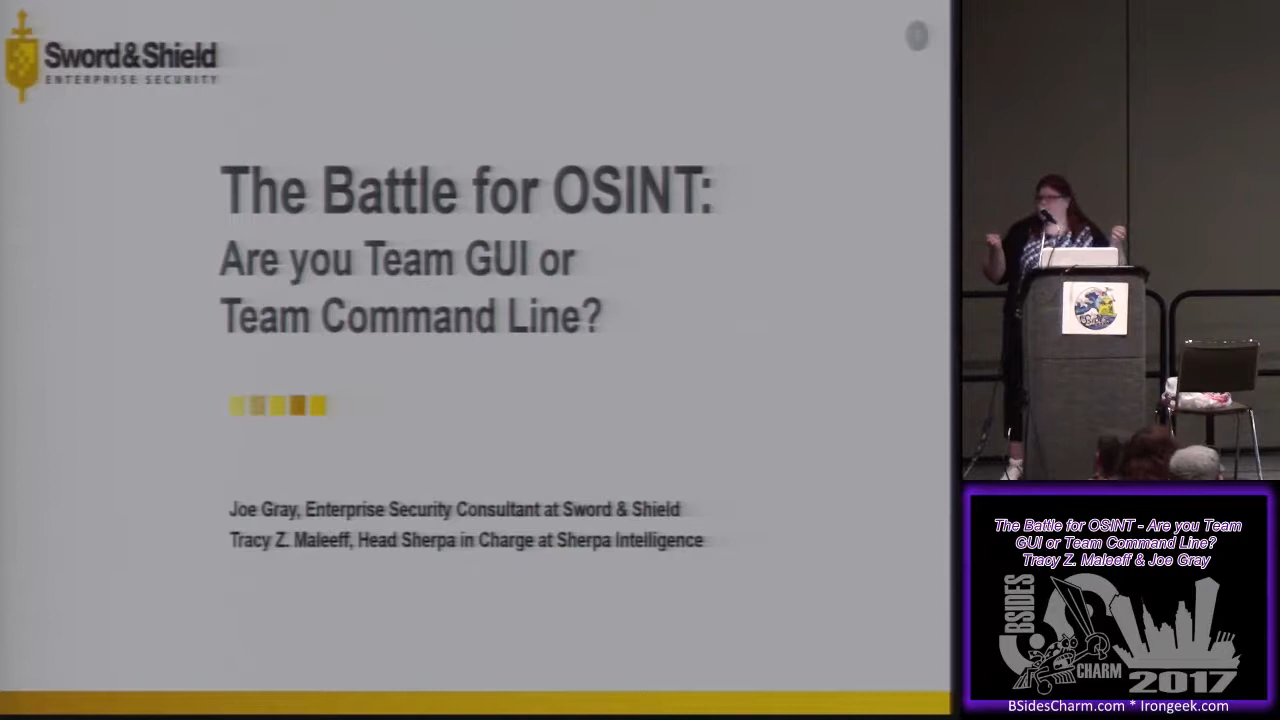 Sword & Shield
ENTERPRISE SECURITY
The Battle for OSINT:
Are you Team GUI or
Team Command Line?
Joe Gray, Enterprise Security Consultant at Sword & Shield
Tracy Z. Maleeff, Head Sherpa in Charge at Sherpa Intelligence
The Battle for OSINT - Are you Team
GUI or Team Command Line?
Tracy Z. Maleeff & Joe Gray
BSIDES
CHARM
2017
BSidesCharm.com * Irongeek.com